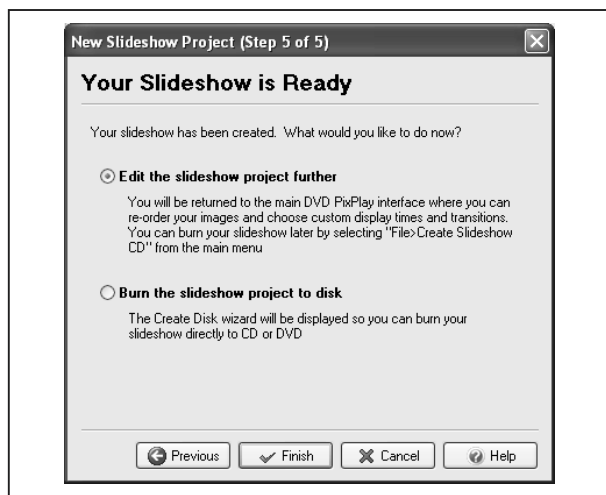 New Slideshow Project (Step 5 of 5)
Your Slideshow is Ready
Your slideshow has been created. What would you like to do now?
Edit the slideshow project further
You will be returned to the main DVD PixPlay interface where you can
re-order your images and choose custom display times and transitions.
You can burn your slideshow later by selecting "File>Create Slideshow
CD" from the main menu
Burn the slideshow project to disk
The Create Disk wizard will be displayed so you can burn your
slideshow directly to CD or DVD
Previous Finish Cancel Help